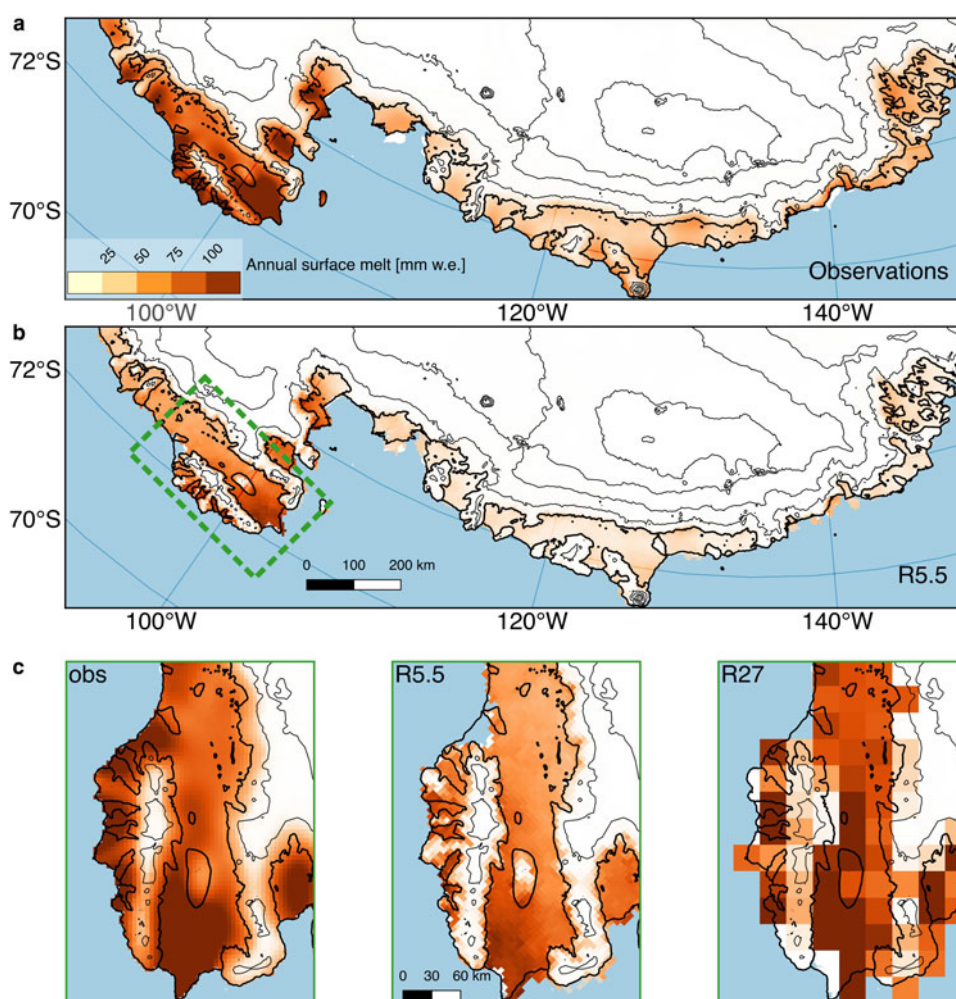 a
72°S
70°S
25 50 75 100
Annual surface melt [mm w.e.]
Observations
100°W 120°W 140°W
b
72°S
70°S
0 100 200 km
R5.5
100°W 120°W 140°W
c
obs R5.5 R27
0 30 60 km